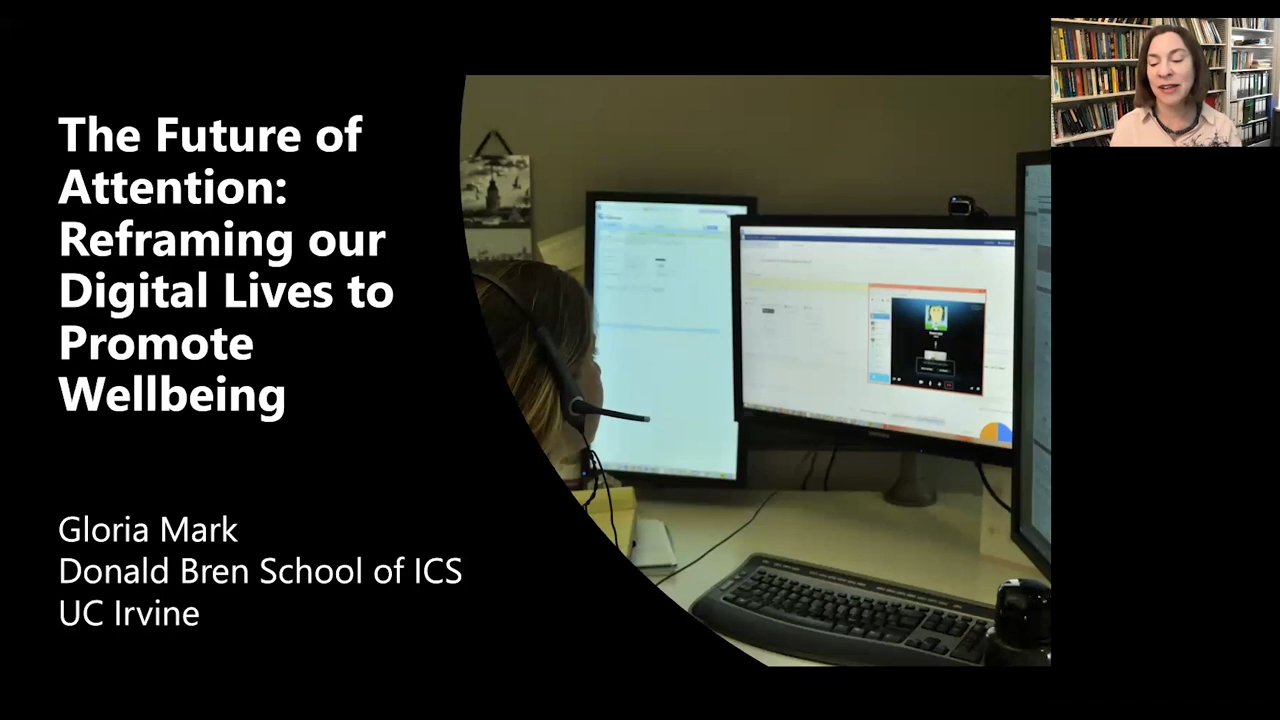 The Future of
Attention:
Reframing our
Digital Lives to
Promote
Wellbeing
Gloria Mark
Donald Bren School of ICS
UC Irvine